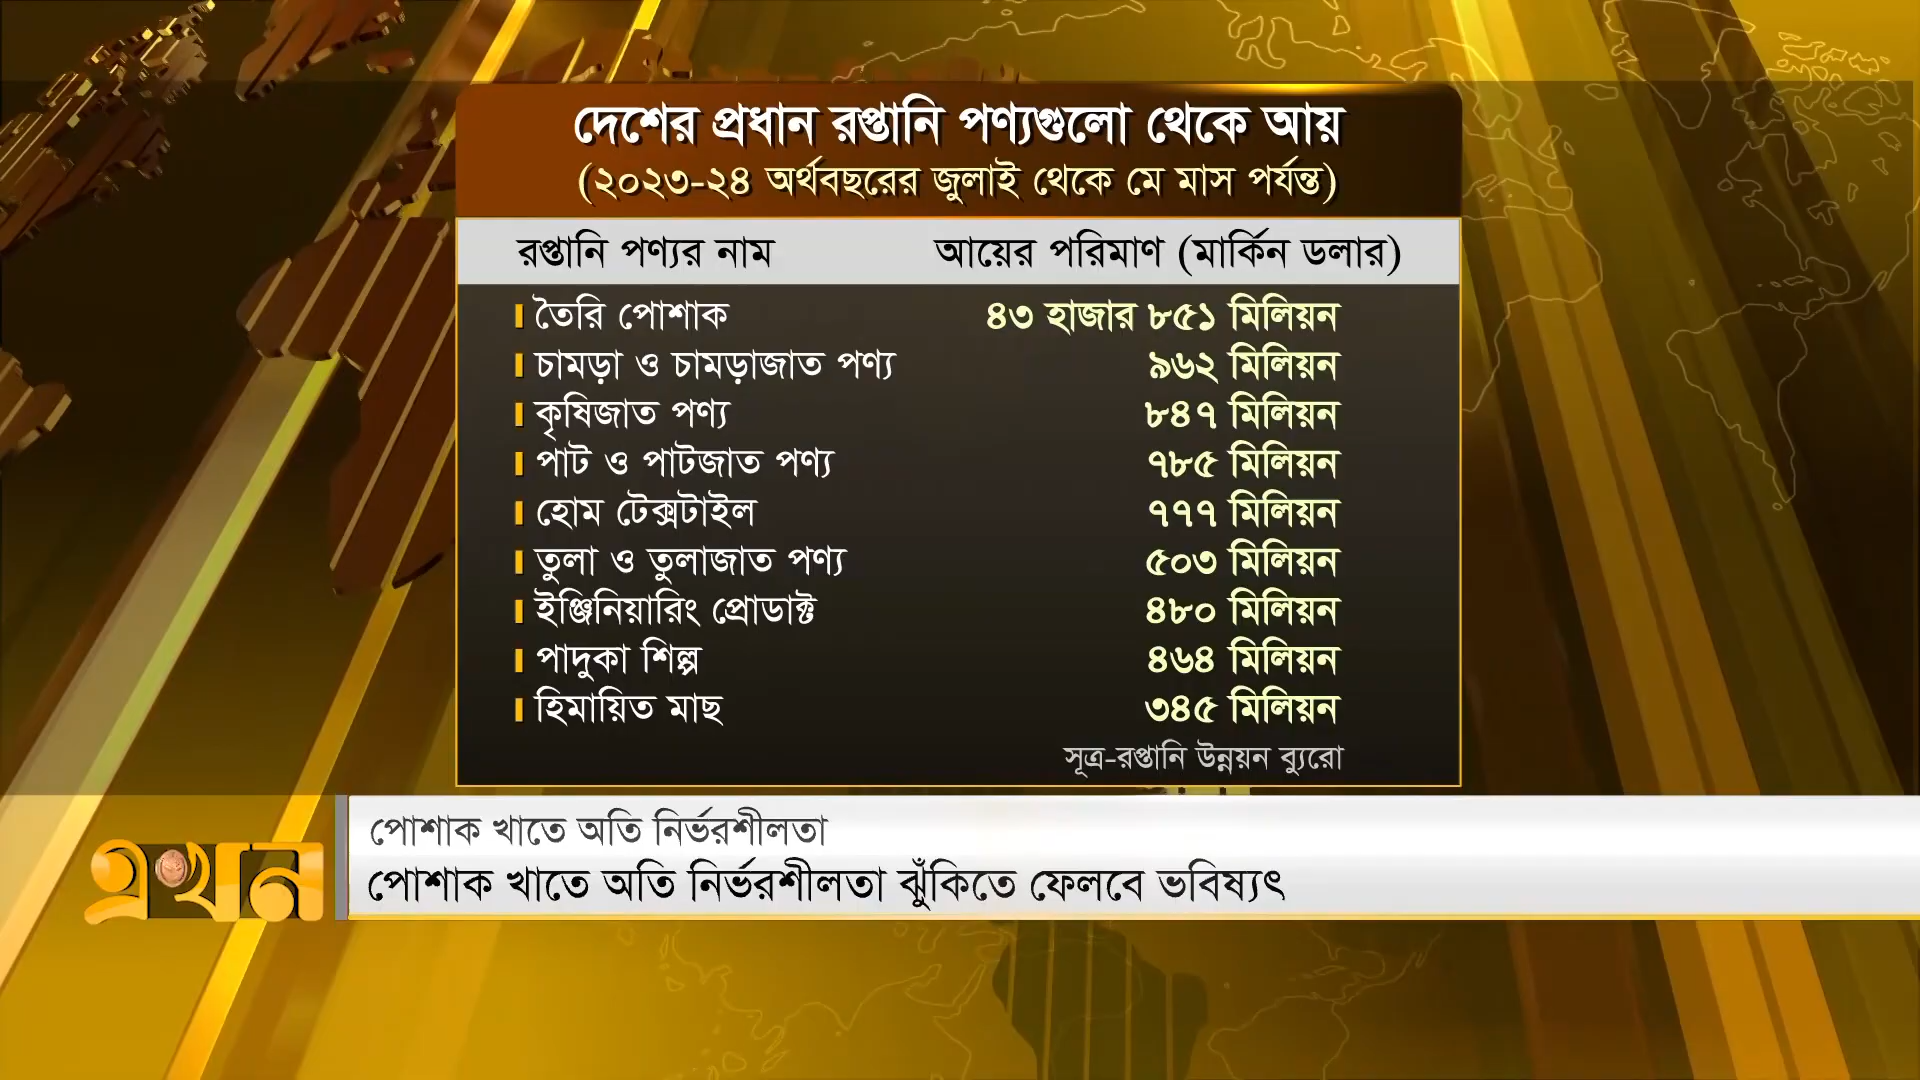 দেশের প্রধান রপ্তানি পণ্যগুলো থেকে আয়
(২০২৩-২৪ অর্থবছরের জুলাই থেকে মে মাস পর্যন্ত)
রপ্তানি পণ্যর নাম আয়ের পরিমাণ (মার্কিন ডলার)
তৈরি পোশাক ৪৩ হাজার ৮৫১ মিলিয়ন
চামড়া ও চামড়াজাত পণ্য ৯৬২ মিলিয়ন
কৃষিজাত পণ্য ৮৪৭ মিলিয়ন
পাট ও পাটজাত পণ্য ৭৮৫ মিলিয়ন
হোম টেক্সটাইল ৭৭৭ মিলিয়ন
তুলা ও তুলাজাত পণ্য ৫০৩ মিলিয়ন
ইঞ্জিনিয়ারিং প্রোডাক্ট ৪৮০ মিলিয়ন
পাদুকা শিল্প ৪৬৪ মিলিয়ন
হিমায়িত মাছ ৩৪৫ মিলিয়ন
সূত্র-রপ্তানি উন্নয়ন ব্যুরো
পোশাক খাতে অতি নির্ভরশীলতা
পোশাক খাতে অতি নির্ভরশীলতা ঝুঁকিতে ফেলবে ভবিষ্যৎ
এখন